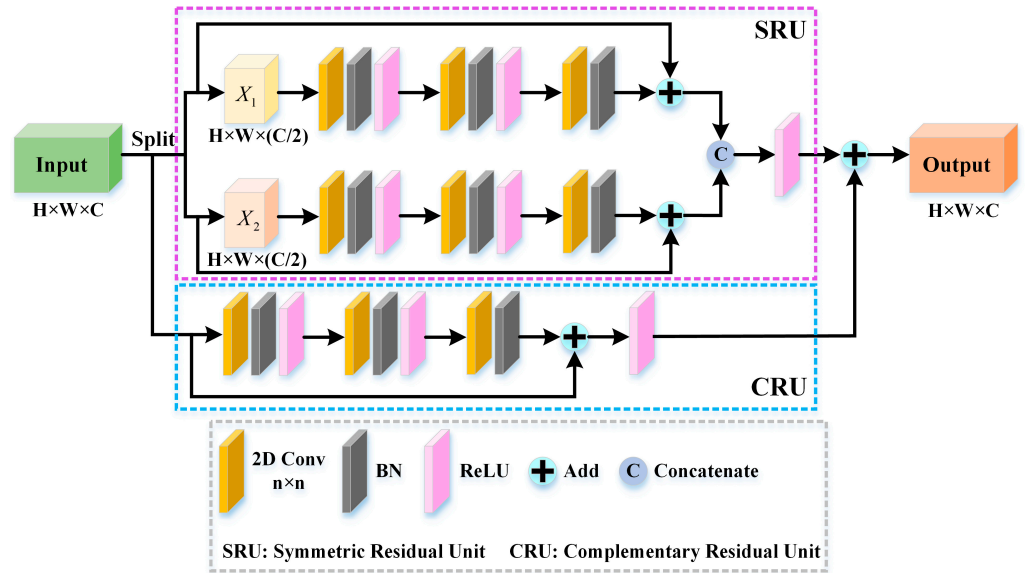 SRU
X₁
H×W×(C/2)
Split
Input
H×W×C
C
Output
H×W×C
X₂
H×W×(C/2)
CRU
2D Conv
n×n
BN
ReLU
Add
C
Concatenate
SRU: Symmetric Residual Unit
CRU: Complementary Residual Unit